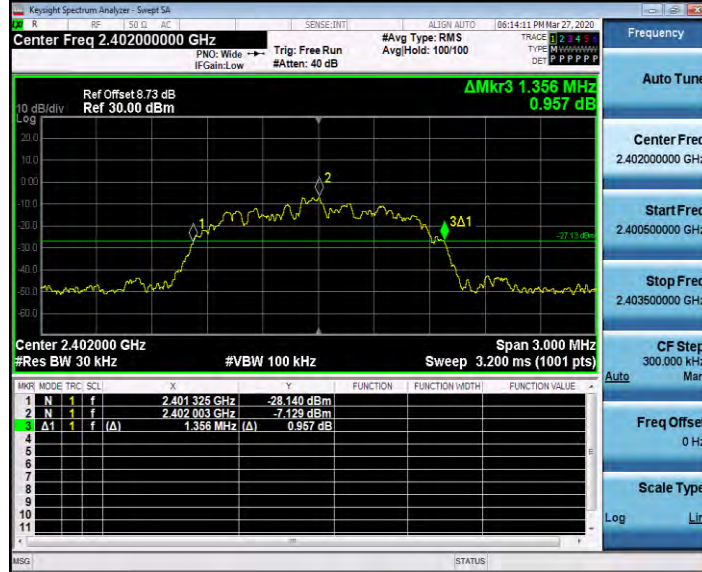 Keysight Spectrum Analyzer - Swept SA
R RF 50 Ω AC SENSE:INT ALIGN AUTO 06:14:11 PM Mar 27, 2020
Center Freq 2.402000000 GHz
PNO: Wide
IFGain:Low
Trig: Free Run
#Atten: 40 dB
#Avg Type: RMS
Avg|Hold: 100/100
TRACE 1 2 3 4 5 6
TYPE M W W W W W
DET P P P P P P
Ref Offset 8.73 dB
Ref 30.00 dBm
10 dB/div
Log
ΔMkr3 1.356 MHz
0.957 dB
20.0
10.0
0.00
-10.0
-20.0
-30.0
-40.0
-50.0
-60.0
1
2
3Δ1
-27.13 dBm
Center 2.402000 GHz Span 3.000 MHz
#Res BW 30 kHz #VBW 100 kHz Sweep 3.200 ms (1001 pts)
MKR MODE TRC SCL X Y FUNCTION FUNCTION WIDTH FUNCTION VALUE
1 N 1 f 2.401 325 GHz -28.140 dBm
2 N 1 f 2.402 003 GHz -7.129 dBm
3 Δ1 1 f (Δ) 1.356 MHz (Δ) 0.957 dB
4
5
6
7
8
9
10
11
MSG STATUS
Frequency
Auto Tune
Center Freq
2.402000000 GHz
Start Freq
2.400500000 GHz
Stop Freq
2.403500000 GHz
CF Step
300.000 kHz
Auto Man
Freq Offset
0 Hz
Scale Type
Log Lin